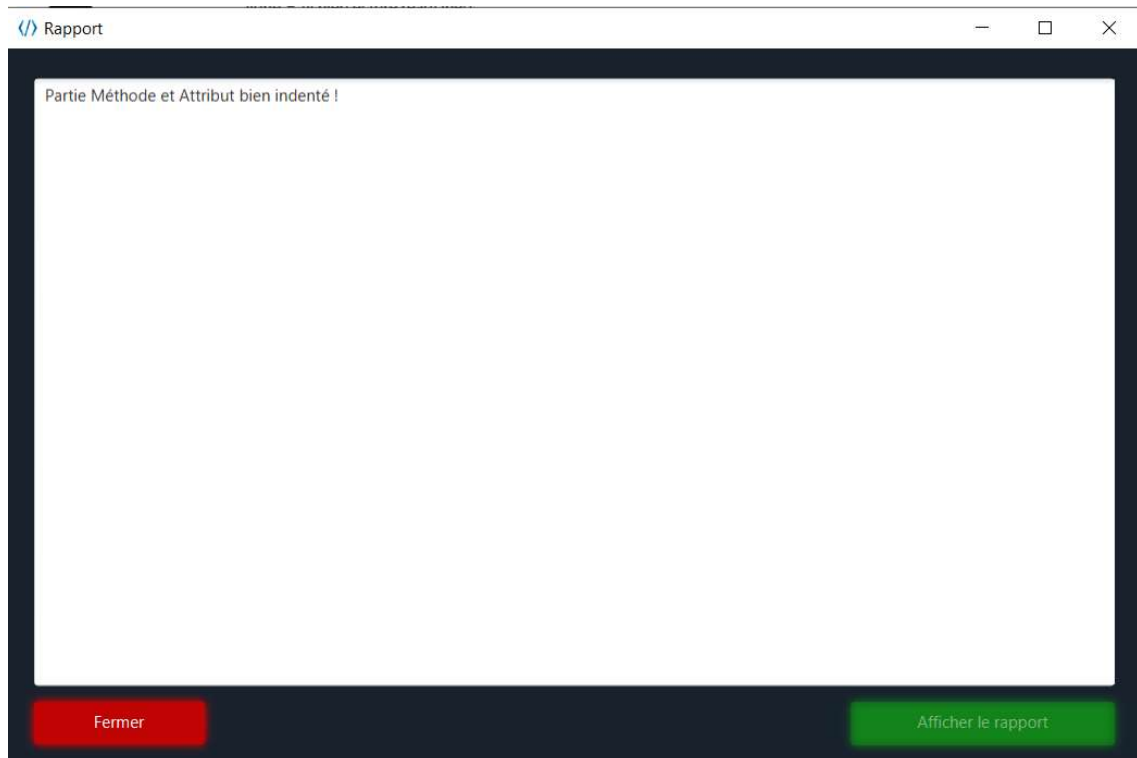 Rapport
Partie Méthode et Attribut bien indenté !
Fermer
Afficher le rapport